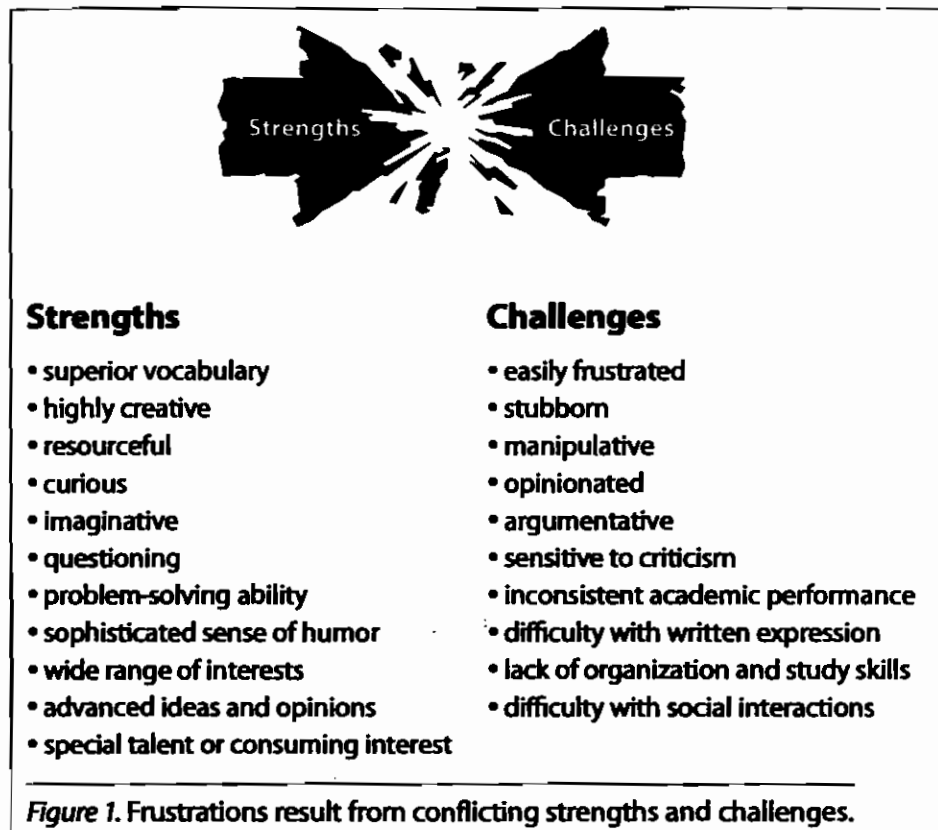 Strengths
Challenges
Strengths
• superior vocabulary
• highly creative
• resourceful
• curious
• imaginative
• questioning
• problem-solving ability
• sophisticated sense of humor
• wide range of interests
• advanced ideas and opinions
• special talent or consuming interest
Challenges
• easily frustrated
• stubborn
• manipulative
• opinionated
• argumentative
• sensitive to criticism
• inconsistent academic performance
• difficulty with written expression
• lack of organization and study skills
• difficulty with social interactions
Figure 1. Frustrations result from conflicting strengths and challenges.